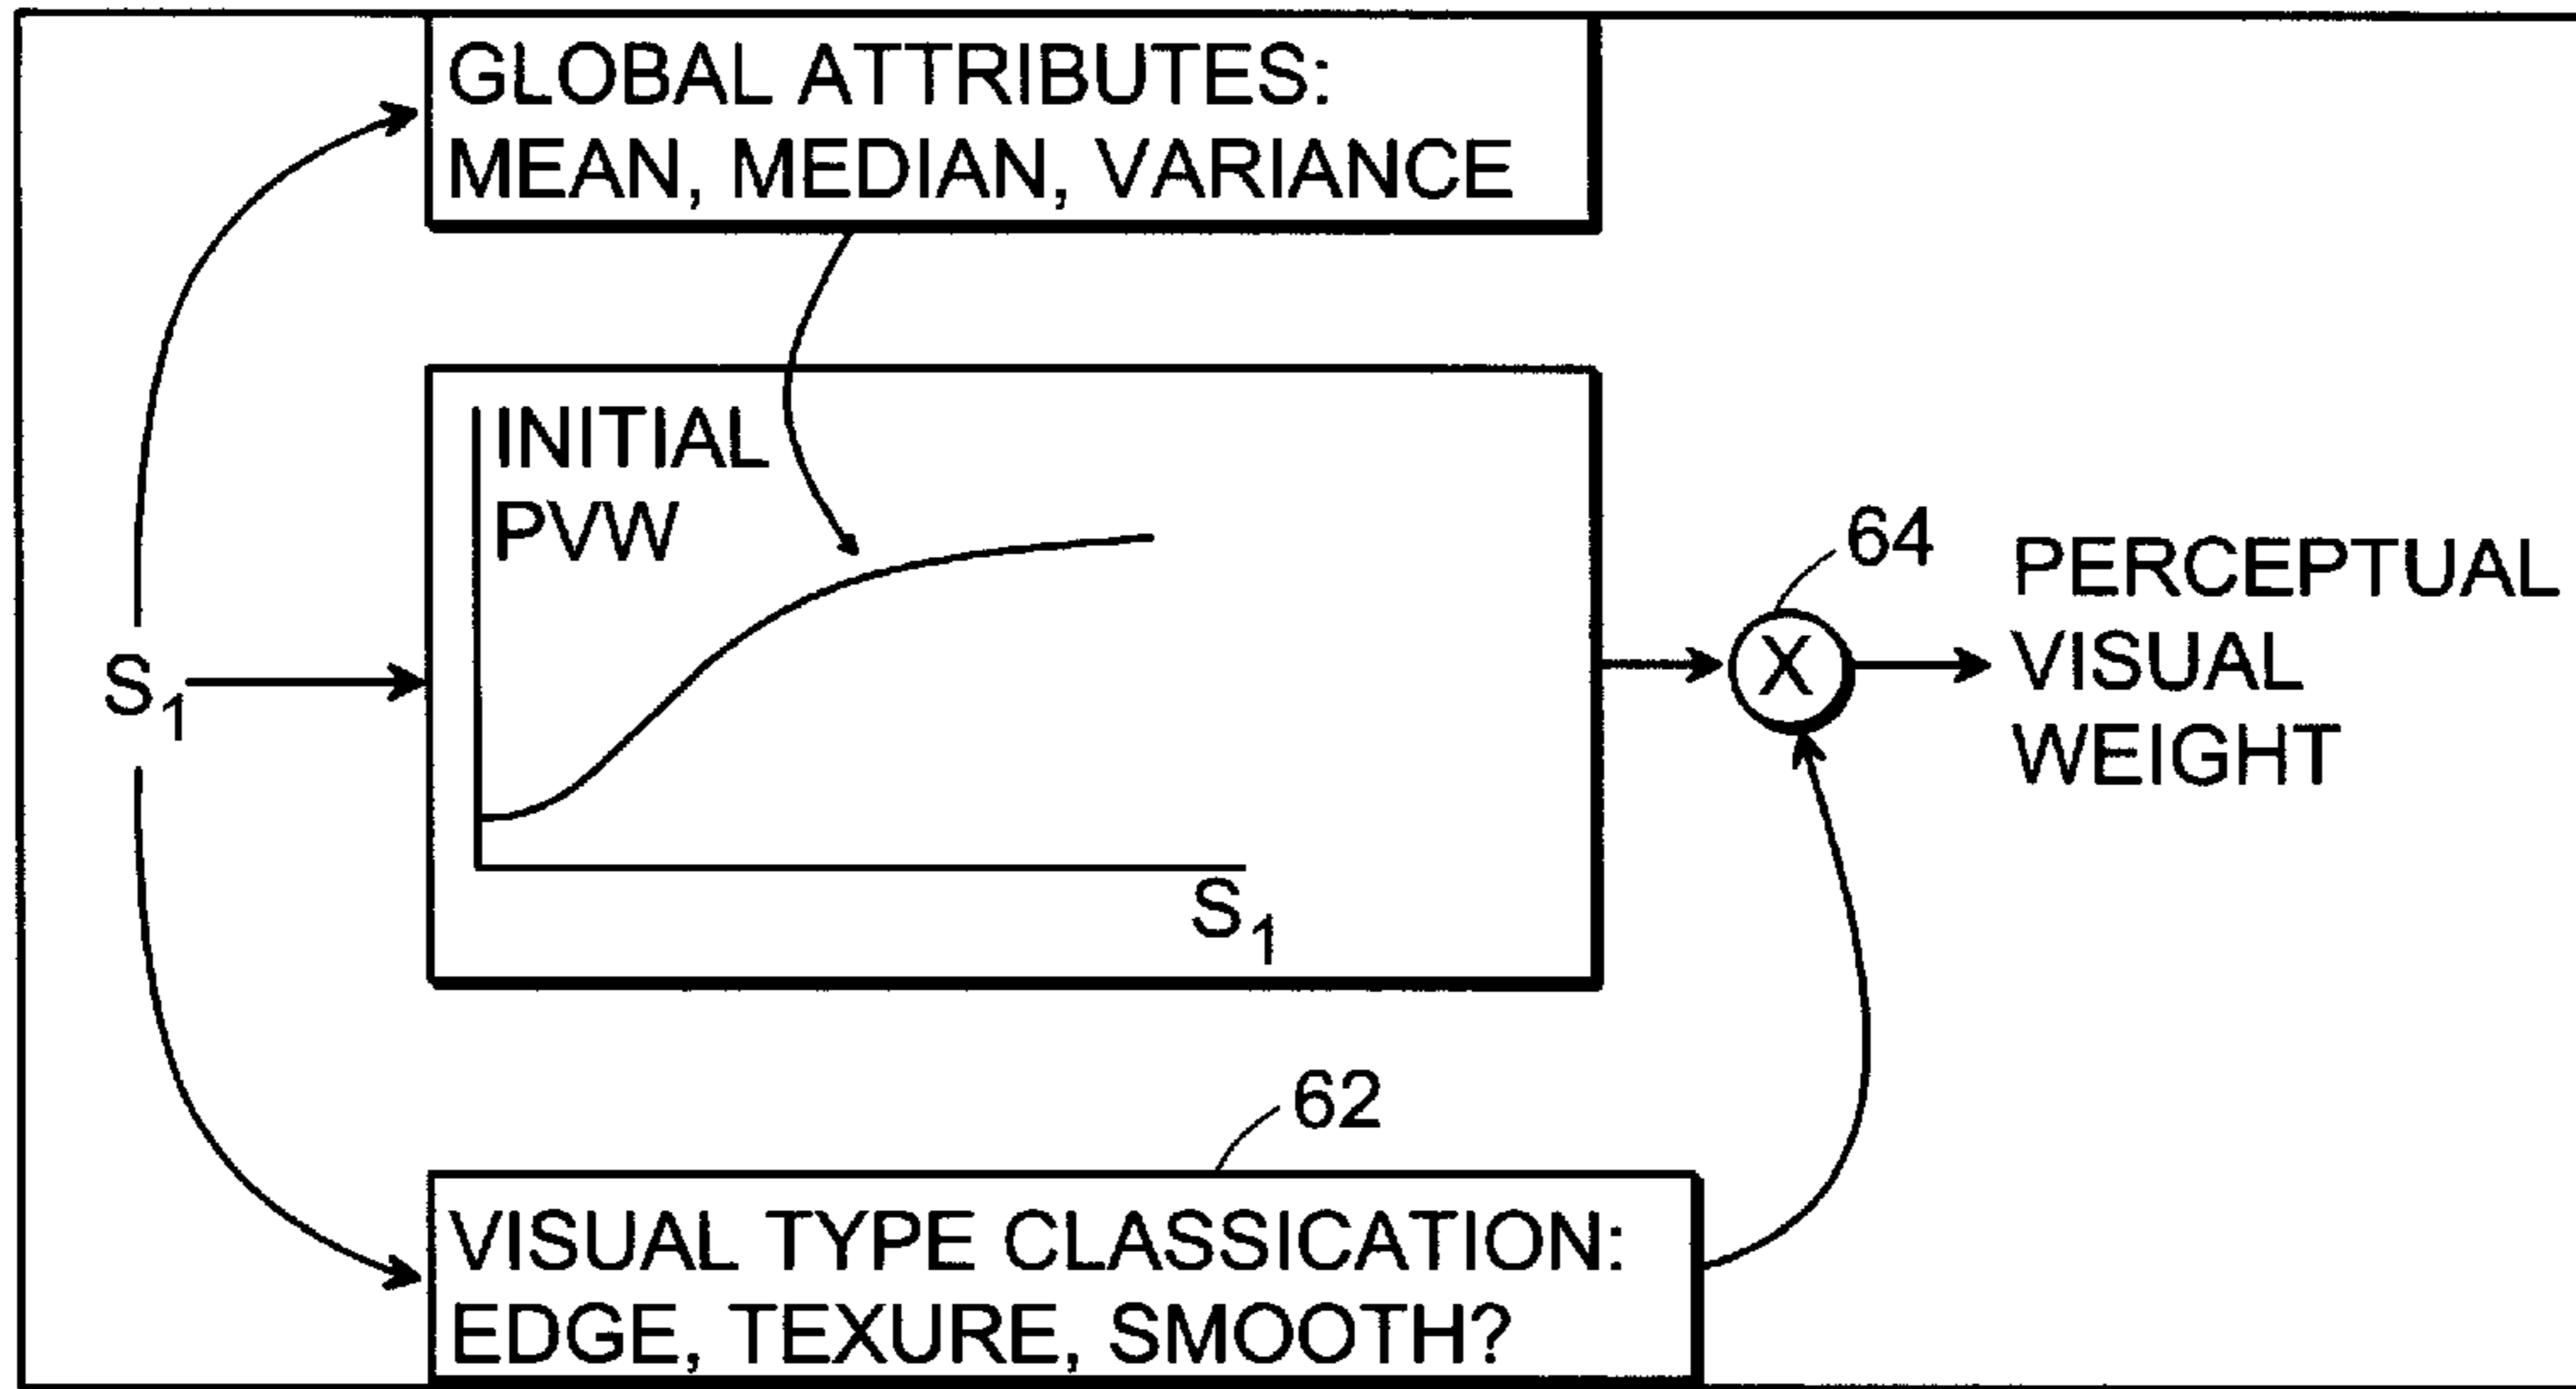 GLOBAL ATTRIBUTES:
MEAN, MEDIAN, VARIANCE
INITIAL
PVW
S1
S1
64
X
PERCEPTUAL
VISUAL
WEIGHT
62
VISUAL TYPE CLASSICATION:
EDGE, TEXURE, SMOOTH?